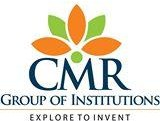 CMR
GROUP OF INSTITUTIONS
EXPLORE TO INVENT